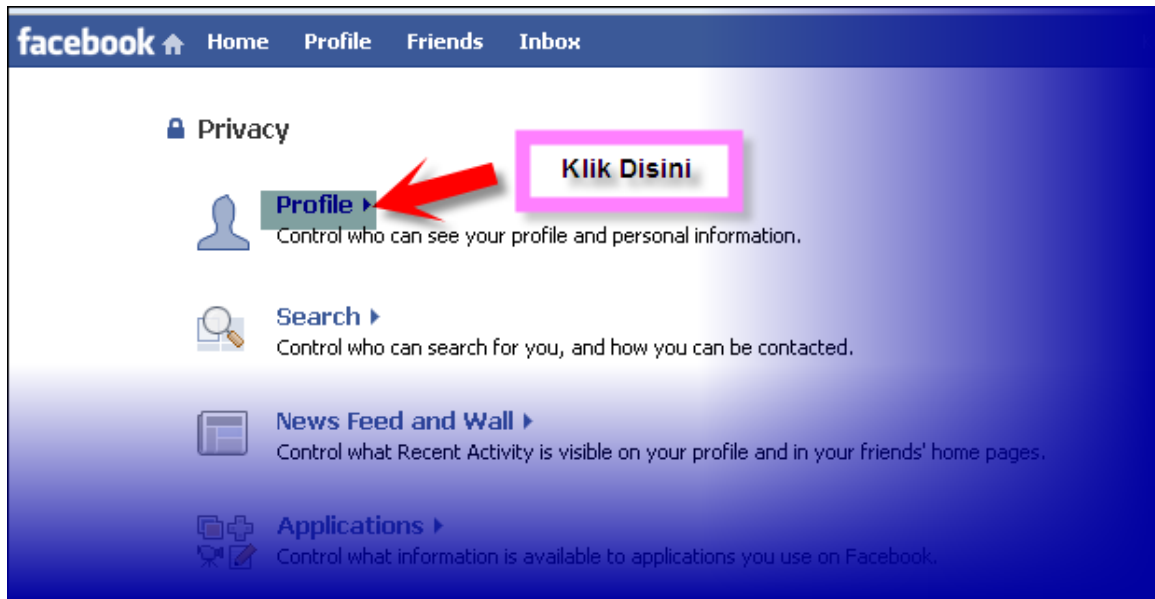 facebook Home Profile Friends Inbox
Privacy
Klik Disini
Profile
Control who can see your profile and personal information.
Search
Control who can search for you, and how you can be contacted.
News Feed and Wall
Control what Recent Activity is visible on your profile and in your friends' home pages.
Applications
Control what information is available to applications you use on Facebook.